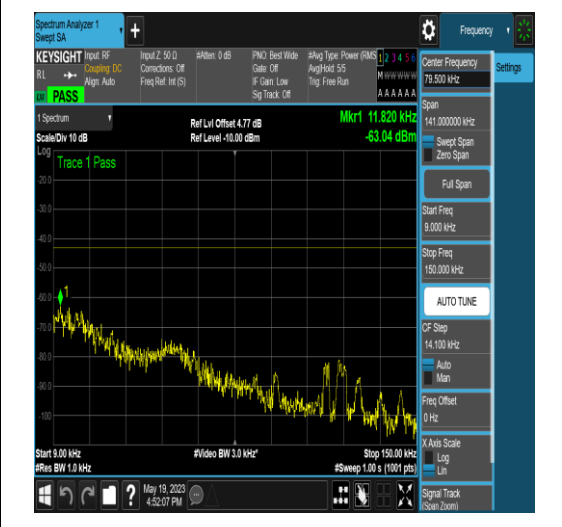 Spectrum Analyzer 1
Swept SA
Frequency
KEYSIGHT
RL
PASS
Input: RF
Coupling: DC
Align: Auto
Input Z: 50 Ω
Corrections: Off
Freq Ref: Int (S)
#Atten: 0 dB
PNO: Best Wide
Gate: Off
IF Gain: Low
Sig Track: Off
#Avg Type: Power (RMS
Avg|Hold: 5/5
Trig: Free Run
1 2 3 4 5 6
M w w w w w
A A A A A A
1 Spectrum
Scale/Div 10 dB
Ref Lvl Offset 4.77 dB
Ref Level -10.00 dBm
Mkr1 11.820 kHz
-63.04 dBm
Log
Trace 1 Pass
1
-20.0
-30.0
-40.0
-50.0
-60.0
-70.0
-80.0
-90.0
-100
Start 9.00 kHz
#Res BW 1.0 kHz
#Video BW 3.0 kHz*
Stop 150.00 kHz
#Sweep 1.00 s (1001 pts)
May 19, 2023
4:52:07 PM
Center Frequency
79.500 kHz
Span
141.000000 kHz
Swept Span
Zero Span
Full Span
Start Freq
9.000 kHz
Stop Freq
150.000 kHz
AUTO TUNE
CF Step
14.100 kHz
Auto
Man
Freq Offset
0 Hz
X Axis Scale
Log
Lin
Signal Track
(Span Zoom)
Settings